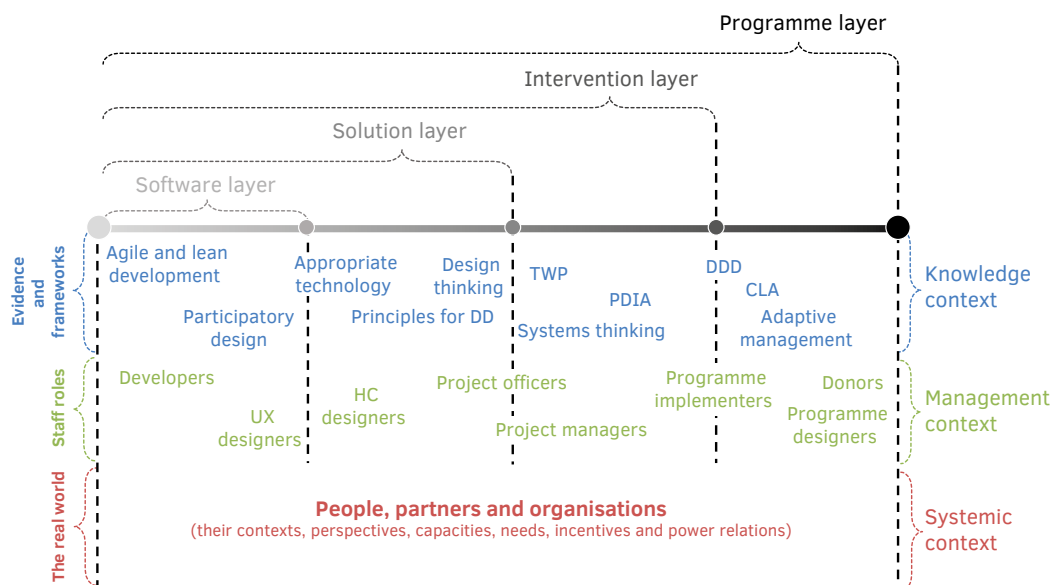 Programme layer
Intervention layer
Solution layer
Software layer
Evidence
and
frameworks
Agile and lean
development
Appropriate
technology
Design
thinking
TWP
DDD
CLA
PDIA
Participatory
design
Principles for DD
Systems thinking
Adaptive
management
Knowledge
context
Staff roles
Developers
UX
designers
HC
designers
Project officers
Project managers
Programme
implementers
Donors
Programme
designers
Management
context
The real world
People, partners and organisations
(their contexts, perspectives, capacities, needs, incentives and power relations)
Systemic
context